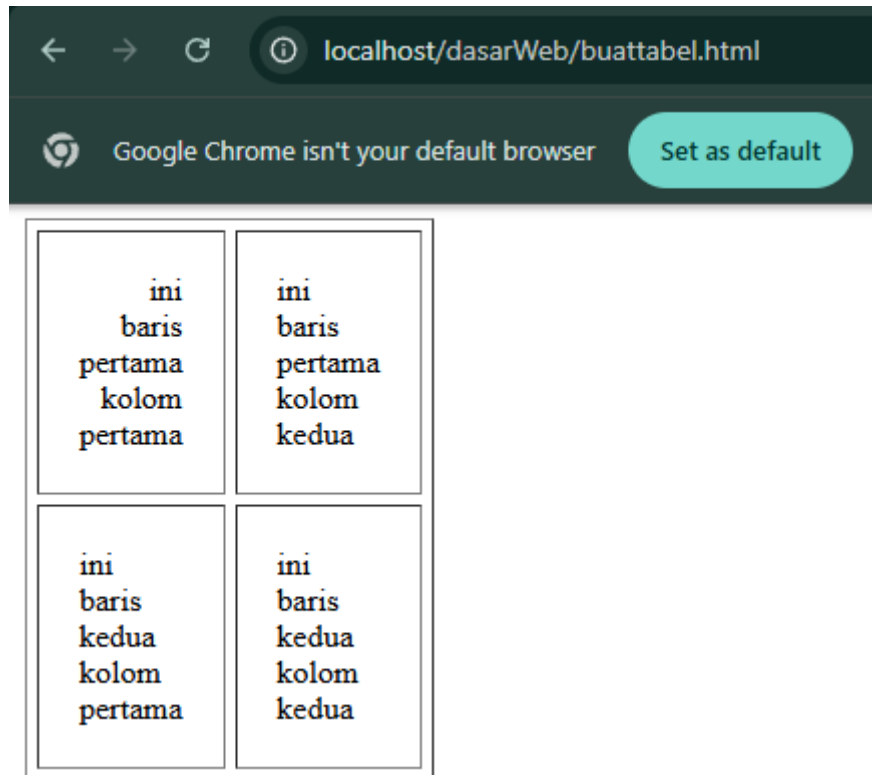 localhost/dasarWeb/buattabel.html
Google Chrome isn't your default browser
Set as default
ini
baris
pertama
kolom
pertama
ini
baris
pertama
kolom
kedua
ini
baris
kedua
kolom
pertama
ini
baris
kedua
kolom
kedua